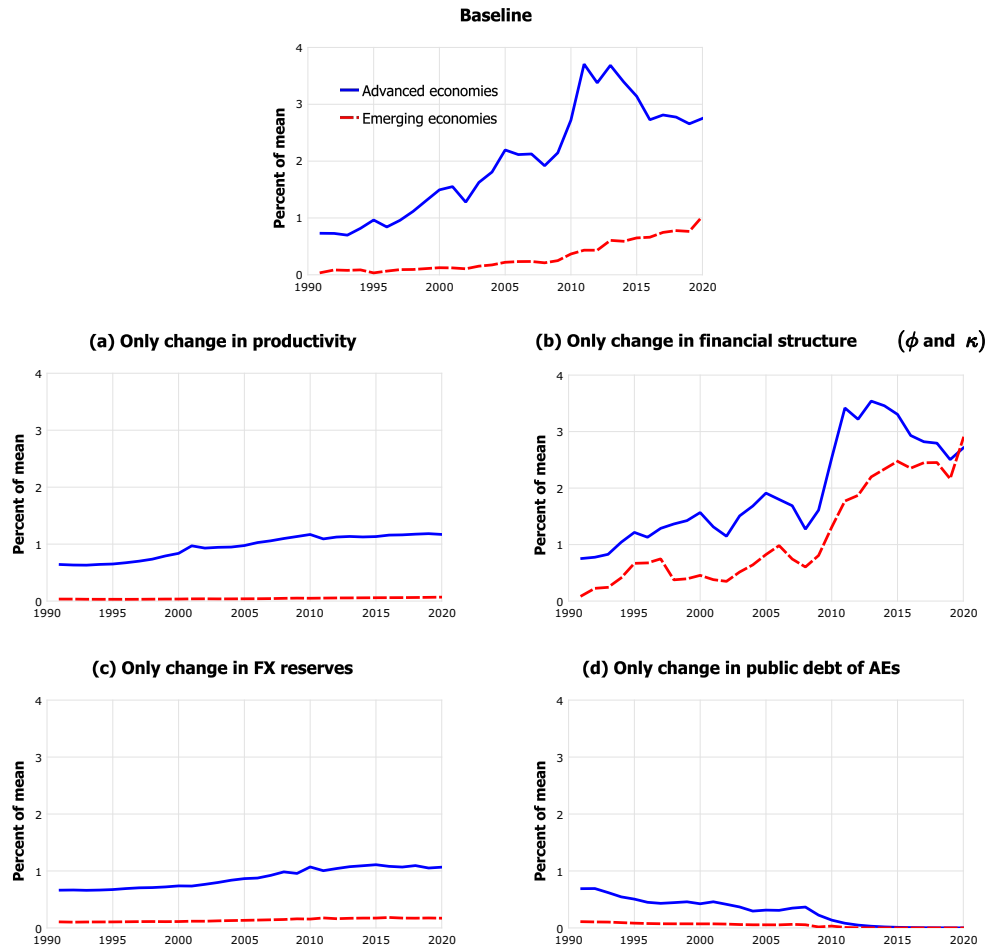 Baseline
4
3
2
1
0
Percent of mean
Advanced economies
Emerging economies
1990 1995 2000 2005 2010 2015 2020
(a) Only change in productivity
4
3
2
1
0
Percent of mean
1990 1995 2000 2005 2010 2015 2020
(b) Only change in financial structure (ϕ and κ)
4
3
2
1
0
Percent of mean
1990 1995 2000 2005 2010 2015 2020
(c) Only change in FX reserves
4
3
2
1
0
Percent of mean
1990 1995 2000 2005 2010 2015 2020
(d) Only change in public debt of AEs
4
3
2
1
0
Percent of mean
1990 1995 2000 2005 2010 2015 2020